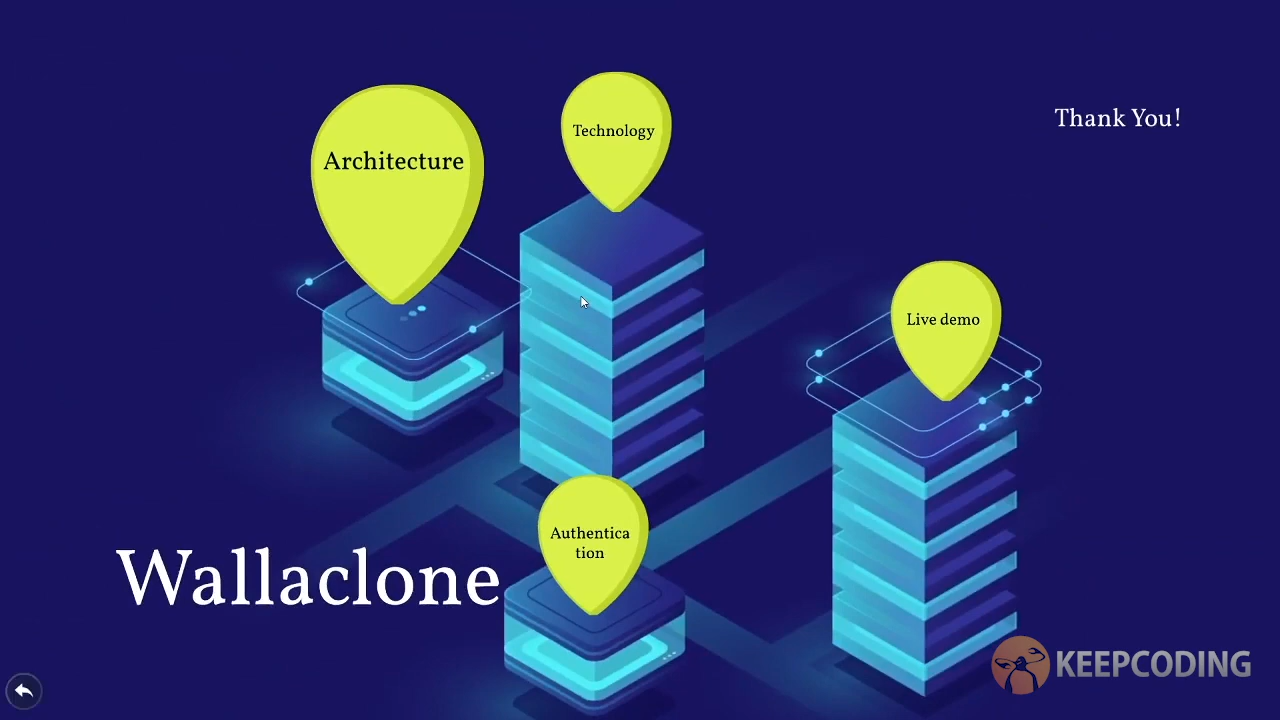 Technology
Thank You!
Architecture
Live demo
Authentica
tion
Wallaclone
KEEPCODING